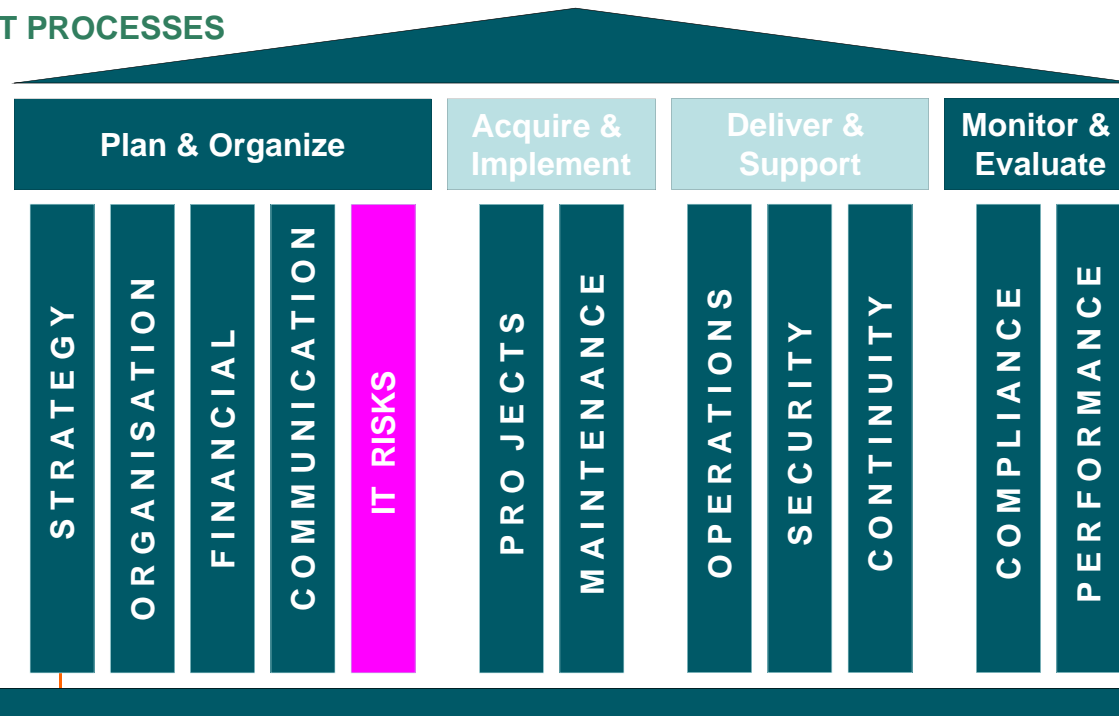 T PROCESSES
Plan & Organize
Acquire &
Implement
Deliver &
Support
Monitor &
Evaluate
STRATEGY
ORGANISATION
FINANCIAL
COMMUNICATION
IT RISKS
PROJECTS
MAINTENANCE
OPERATIONS
SECURITY
CONTINUITY
COMPLIANCE
PERFORMANCE